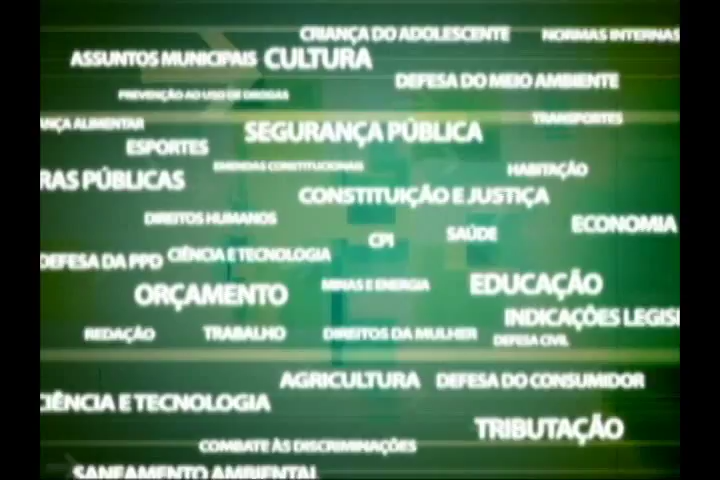 CRIANÇA DO ADOLESCENTE NORMAS INTERNAS
ASSUNTOS MUNICIPAIS CULTURA
DEFESA DO MEIO AMBIENTE
PREVENÇÃO AO USO DE DROGAS
ANÇA ALIMENTAR TRANSPORTES
SEGURANÇA PÚBLICA
ESPORTES
EMENDAS CONSTITUCIONAIS HABITAÇÃO
RAS PÚBLICAS
CONSTITUIÇÃO E JUSTIÇA
DIREITOS HUMANOS ECONOMIA
CPI SAÚDE
DEFESA DA PPD CIÊNCIA E TECNOLOGIA
MINAS E ENERGIA EDUCAÇÃO
ORÇAMENTO
INDICAÇÕES LEGIS
REDAÇÃO TRABALHO DIREITOS DA MULHER DEFESA CIVIL
AGRICULTURA DEFESA DO CONSUMIDOR
CIÊNCIA E TECNOLOGIA
TRIBUTAÇÃO
COMBATE ÀS DISCRIMINAÇÕES
SANEAMENTO AMBIENTAL